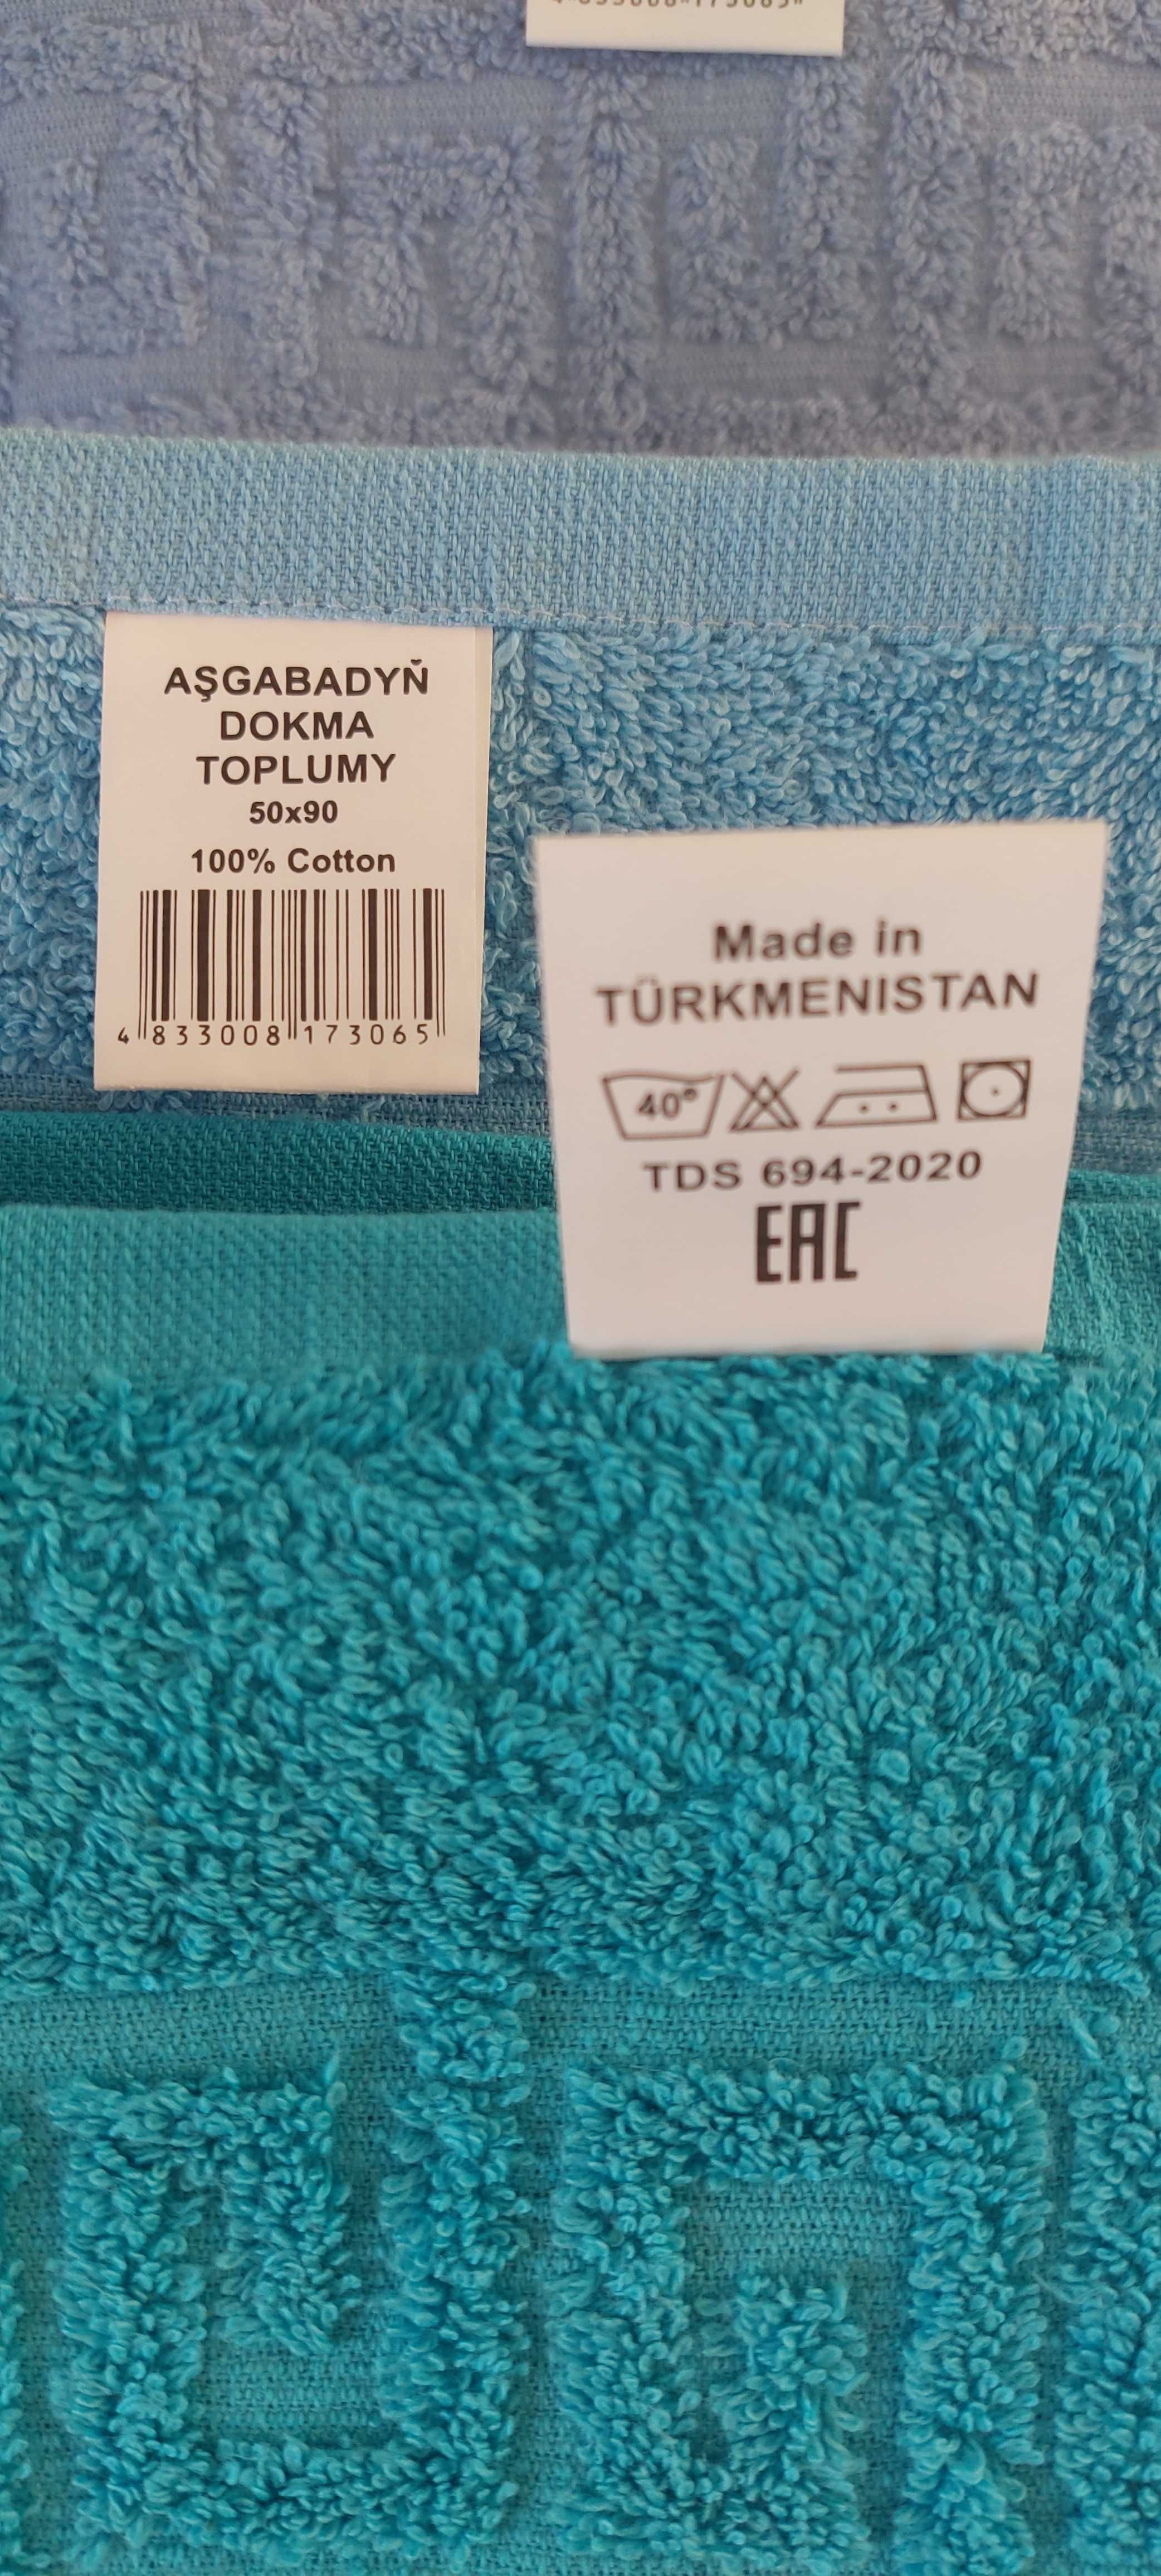 AŞGABADYŇ
DOKMA
TOPLUMY
50x90
100% Cotton
4 833008 173065
Made in
TÜRKMENISTAN
40°
TDS 694-2020
EAC